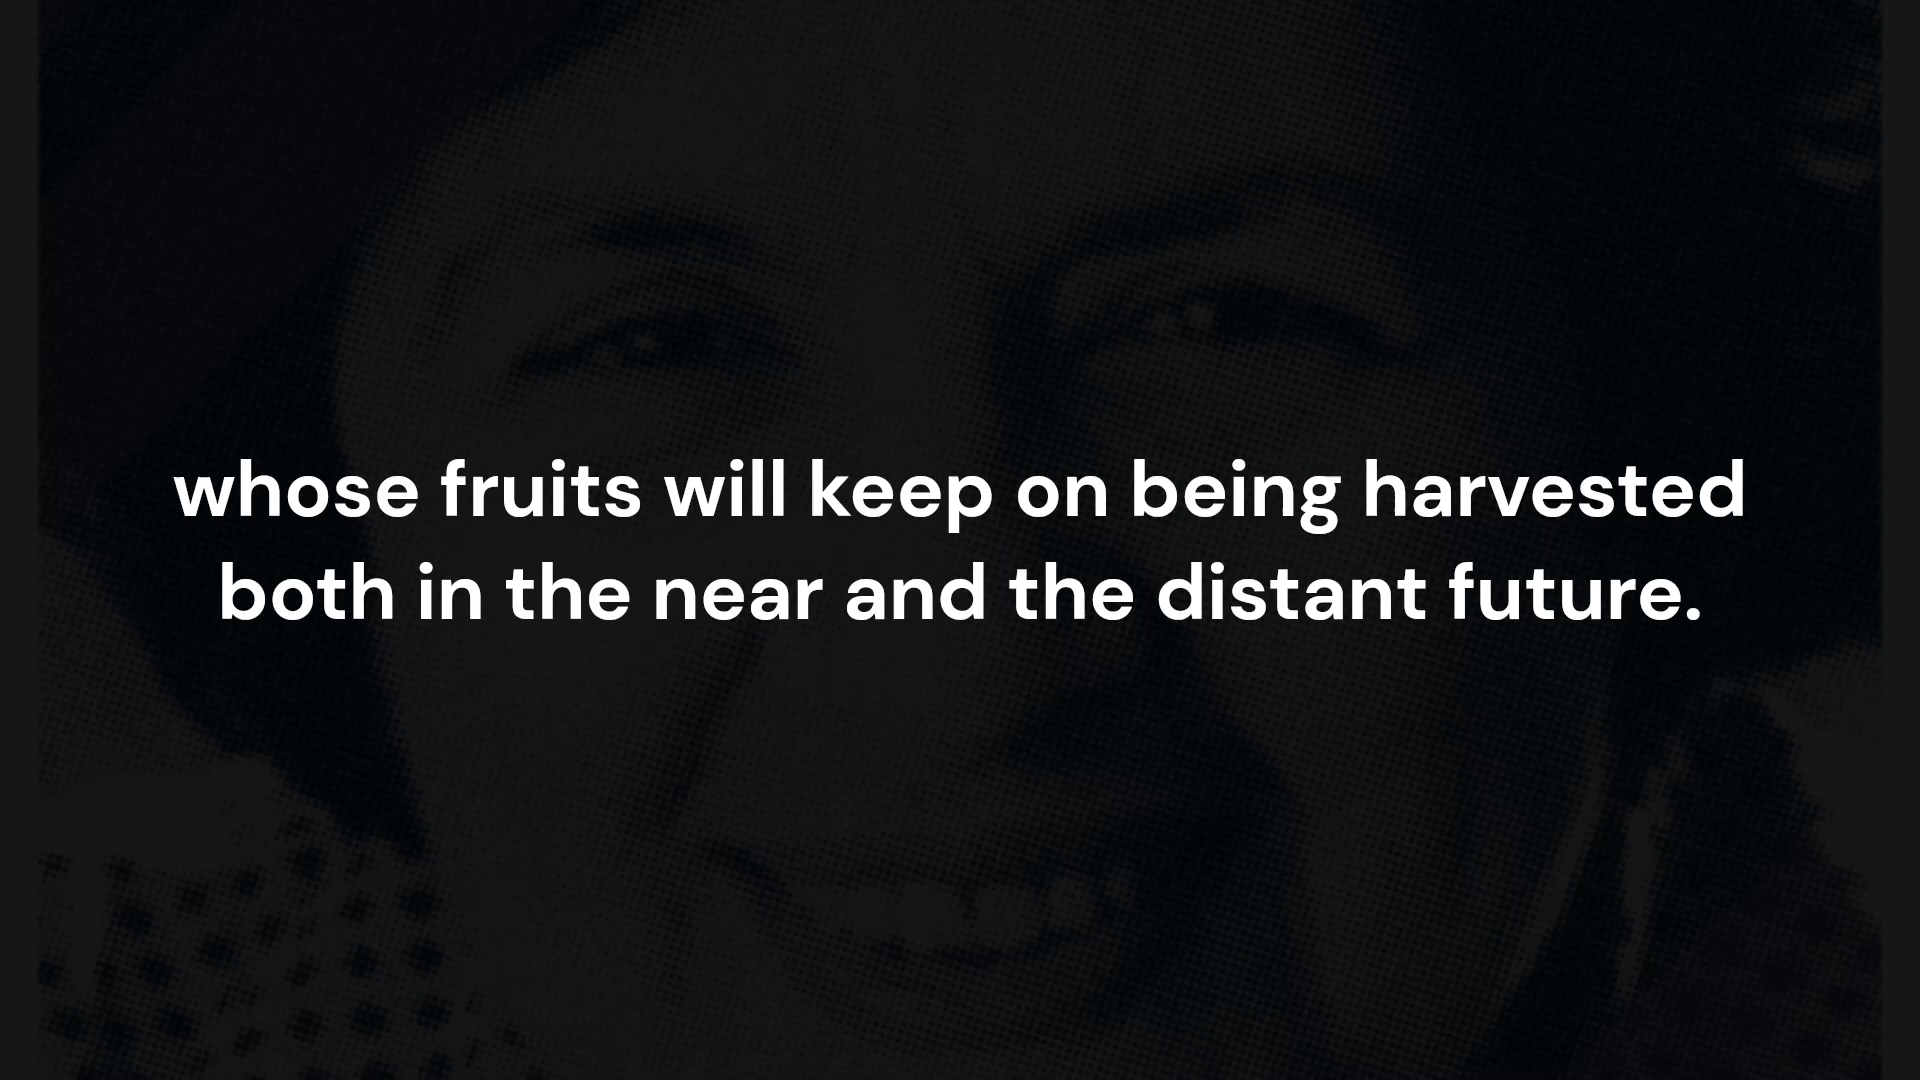 whose fruits will keep on being harvested
both in the near and the distant future.